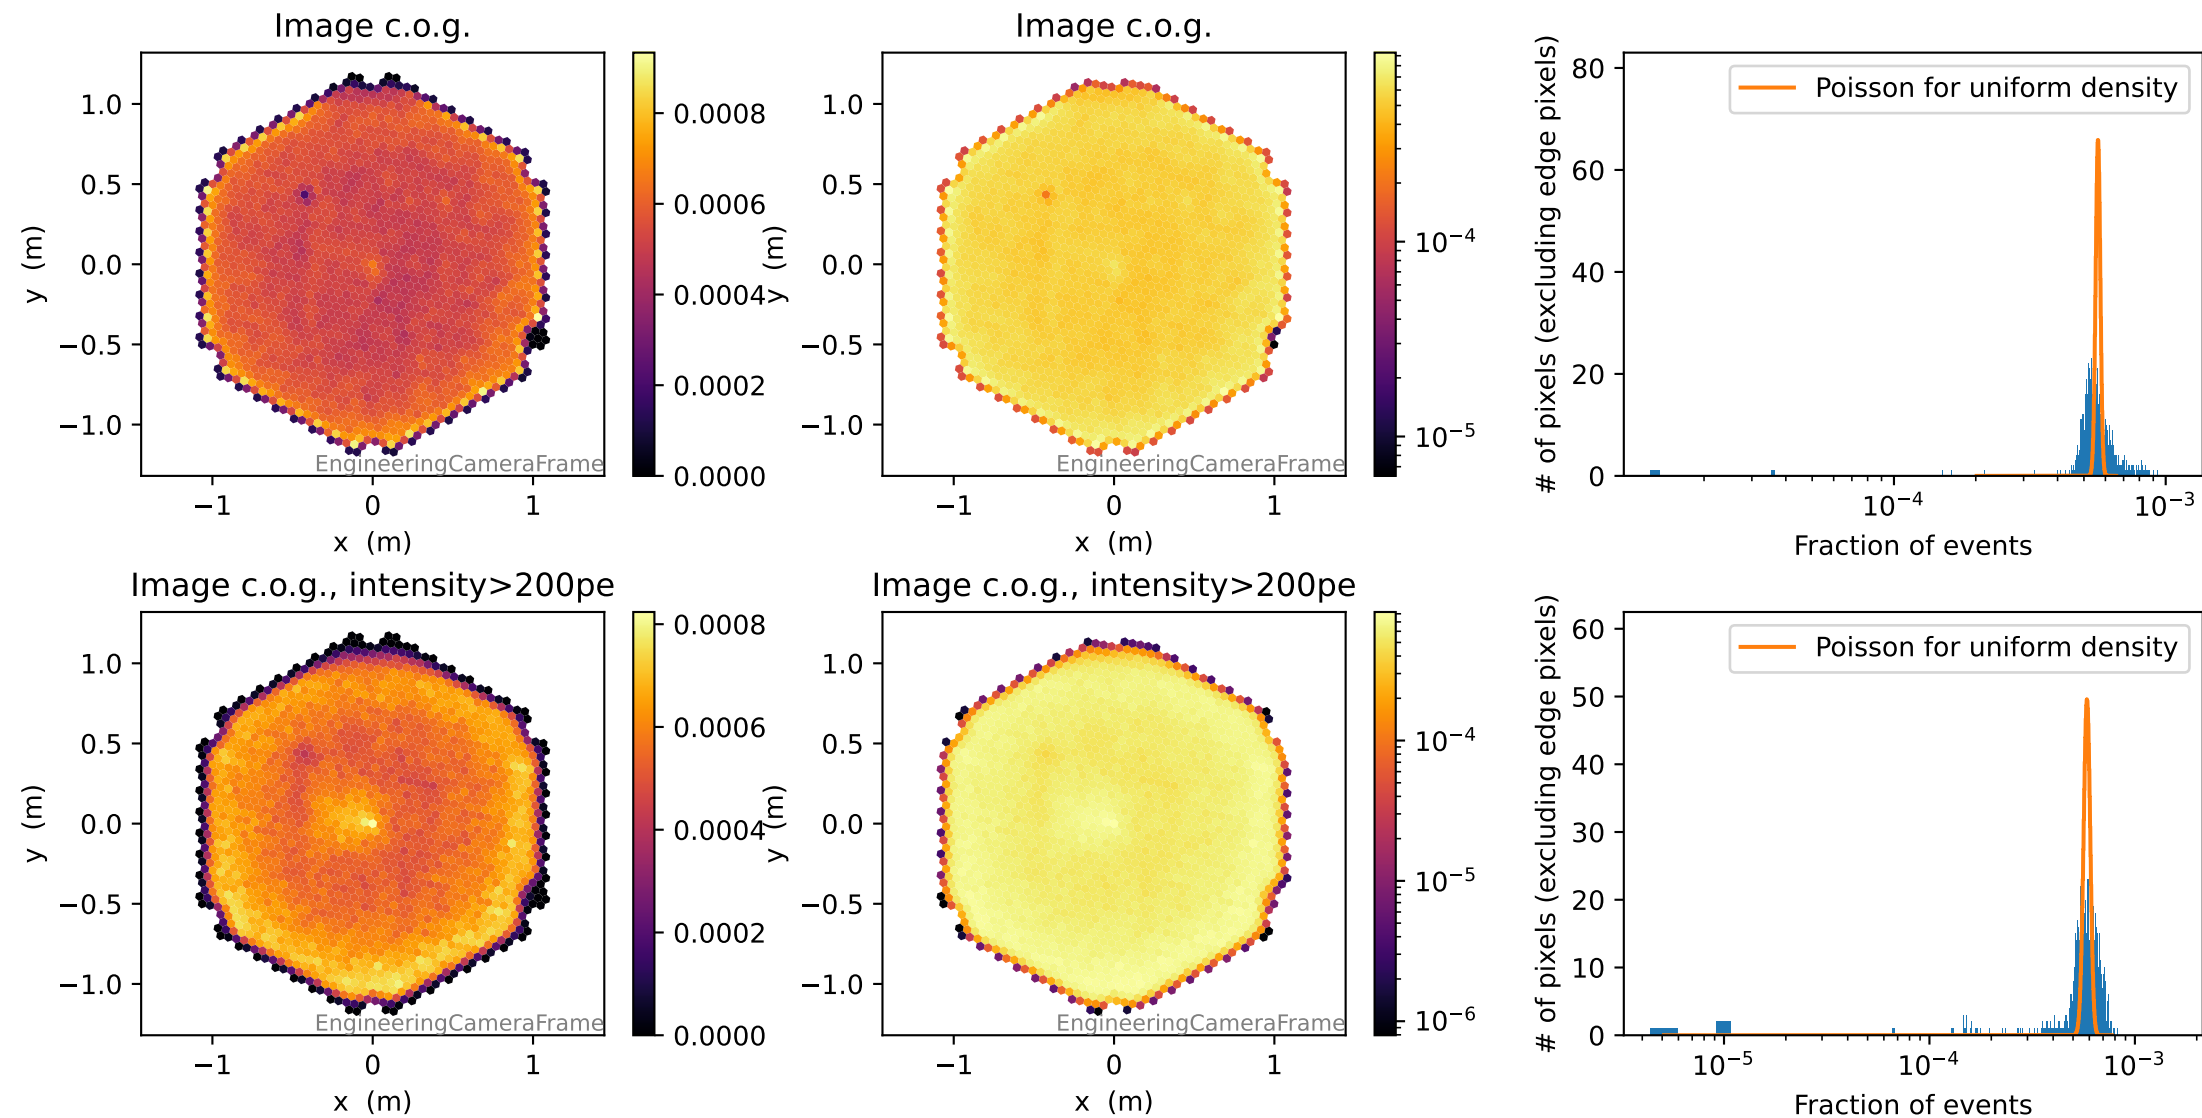 Image c.o.g.
y (m)
1.0
0.5
0.0
−0.5
−1.0
−1
0
1
x (m)
EngineeringCameraFrame
0.0008
0.0006
0.0004
0.0002
0.0000
Image c.o.g.
y (m)
1.0
0.5
0.0
−0.5
−1.0
−1
0
1
x (m)
EngineeringCameraFrame
10−4
10−5
# of pixels (excluding edge pixels)
80
60
40
20
0
Poisson for uniform density
10−4
10−3
Fraction of events
Image c.o.g., intensity>200pe
y (m)
1.0
0.5
0.0
−0.5
−1.0
−1
0
1
x (m)
EngineeringCameraFrame
0.0008
0.0006
0.0004
0.0002
0.0000
Image c.o.g., intensity>200pe
y (m)
1.0
0.5
0.0
−0.5
−1.0
−1
0
1
x (m)
EngineeringCameraFrame
10−4
10−5
10−6
# of pixels (excluding edge pixels)
60
50
40
30
20
10
0
Poisson for uniform density
10−5
10−4
10−3
Fraction of events